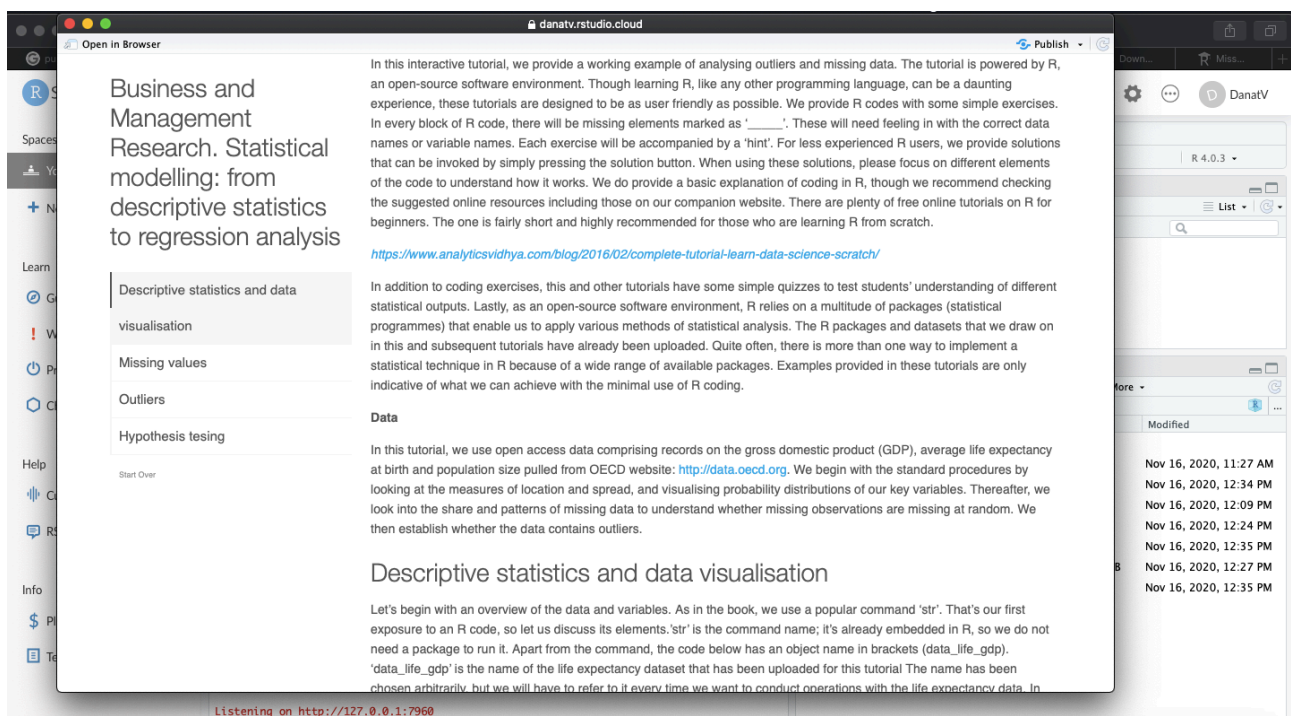 danatv.rstudio.cloud
Open in Browser
Publish
Down...
Miss...
DanatV
Spaces
R 4.0.3
List
Learn
Help
Info
More
Modified
Nov 16, 2020, 11:27 AM
Nov 16, 2020, 12:34 PM
Nov 16, 2020, 12:09 PM
Nov 16, 2020, 12:24 PM
Nov 16, 2020, 12:35 PM
Nov 16, 2020, 12:27 PM
Nov 16, 2020, 12:35 PM
Business and
Management
Research. Statistical
modelling: from
descriptive statistics
to regression analysis
Descriptive statistics and data
visualisation
Missing values
Outliers
Hypothesis tesing
Start Over
In this interactive tutorial, we provide a working example of analysing outliers and missing data. The tutorial is powered by R,
an open-source software environment. Though learning R, like any other programming language, can be a daunting
experience, these tutorials are designed to be as user friendly as possible. We provide R codes with some simple exercises.
In every block of R code, there will be missing elements marked as '_____'. These will need feeling in with the correct data
names or variable names. Each exercise will be accompanied by a 'hint'. For less experienced R users, we provide solutions
that can be invoked by simply pressing the solution button. When using these solutions, please focus on different elements
of the code to understand how it works. We do provide a basic explanation of coding in R, though we recommend checking
the suggested online resources including those on our companion website. There are plenty of free online tutorials on R for
beginners. The one is fairly short and highly recommended for those who are learning R from scratch.
https://www.analyticsvidhya.com/blog/2016/02/complete-tutorial-learn-data-science-scratch/
In addition to coding exercises, this and other tutorials have some simple quizzes to test students' understanding of different
statistical outputs. Lastly, as an open-source software environment, R relies on a multitude of packages (statistical
programmes) that enable us to apply various methods of statistical analysis. The R packages and datasets that we draw on
in this and subsequent tutorials have already been uploaded. Quite often, there is more than one way to implement a
statistical technique in R because of a wide range of available packages. Examples provided in these tutorials are only
indicative of what we can achieve with the minimal use of R coding.
Data
In this tutorial, we use open access data comprising records on the gross domestic product (GDP), average life expectancy
at birth and population size pulled from OECD website: http://data.oecd.org. We begin with the standard procedures by
looking at the measures of location and spread, and visualising probability distributions of our key variables. Thereafter, we
look into the share and patterns of missing data to understand whether missing observations are missing at random. We
then establish whether the data contains outliers.
Descriptive statistics and data visualisation
Let's begin with an overview of the data and variables. As in the book, we use a popular command 'str'. That's our first
exposure to an R code, so let us discuss its elements.'str' is the command name; it's already embedded in R, so we do not
need a package to run it. Apart from the command, the code below has an object name in brackets (data_life_gdp).
'data_life_gdp' is the name of the life expectancy dataset that has been uploaded for this tutorial The name has been
chosen arbitrarily, but we will have to refer to it every time we want to conduct operations with the life expectancy data. In
Listening on http://127.0.0.1:7960